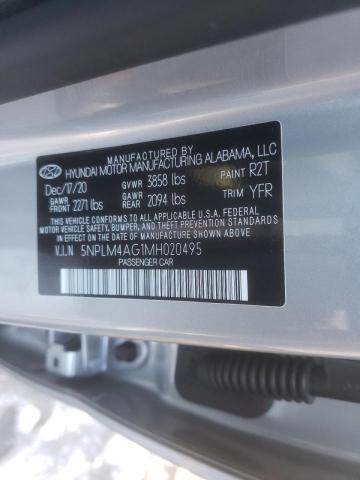 MANUFACTURED BY
HYUNDAI MOTOR MANUFACTURING ALABAMA, LLC
Dec/17/20 GVWR 3858 lbs PAINT R2T
GAWR FRONT 2271 lbs GAWR REAR 2094 lbs TRIM YFR
THIS VEHICLE CONFORMS TO ALL APPLICABLE U.S. FEDERAL
MOTOR VEHICLE SAFETY, BUMPER, AND THEFT PREVENTION STANDARDS
IN EFFECT ON THE DATE OF MANUFACTURE SHOWN ABOVE.
V.I.N 5NPLM4AG1MH020495
PASSENGER CAR